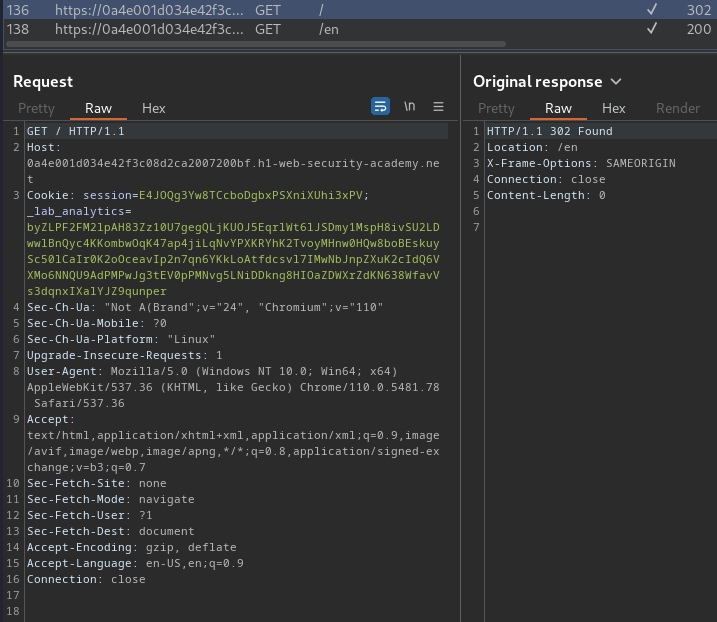 136 https://0a4e001d034e42f3c... GET / ✓ 302
138 https://0a4e001d034e42f3c... GET /en ✓ 200
Request
Pretty Raw Hex \n
1 GET / HTTP/1.1
2 Host:
0a4e001d034e42f3c08d2ca2007200bf.h1-web-security-academy.ne
t
3 Cookie: session=E4JOQg3Yw8TCcboDgbxPSXniXUhi3xPV;
_lab_analytics=
byZLPF2FM2lpAH83Zz10U7gegQLjKUOJ5EqrlWt6lJSDmy1MspH8ivSU2LD
wwlBnQyc4KKombwOqK47ap4jiLqNvYPXKRYhK2TvoyMHnw0HQw8boBEskuy
Sc50lCaIr0K2oOceavIp2n7qn6YKkLoAtfdcsvl7IMwNbJnpZXuK2cIdQ6V
XMo6NNQU9AdPMPwJg3tEV0pPMNvg5LNiDDkng8HIOaZDWXrZdKN638WfavV
s3dqnxIXalYJZ9qunper
4 Sec-Ch-Ua: "Not A(Brand";v="24", "Chromium";v="110"
5 Sec-Ch-Ua-Mobile: ?0
6 Sec-Ch-Ua-Platform: "Linux"
7 Upgrade-Insecure-Requests: 1
8 User-Agent: Mozilla/5.0 (Windows NT 10.0; Win64; x64)
AppleWebKit/537.36 (KHTML, like Gecko) Chrome/110.0.5481.78
Safari/537.36
9 Accept:
text/html,application/xhtml+xml,application/xml;q=0.9,image
/avif,image/webp,image/apng,*/*;q=0.8,application/signed-ex
change;v=b3;q=0.7
10 Sec-Fetch-Site: none
11 Sec-Fetch-Mode: navigate
12 Sec-Fetch-User: ?1
13 Sec-Fetch-Dest: document
14 Accept-Encoding: gzip, deflate
15 Accept-Language: en-US,en;q=0.9
16 Connection: close
17
18
Original response
Pretty Raw Hex Render
1 HTTP/1.1 302 Found
2 Location: /en
3 X-Frame-Options: SAMEORIGIN
4 Connection: close
5 Content-Length: 0
6
7